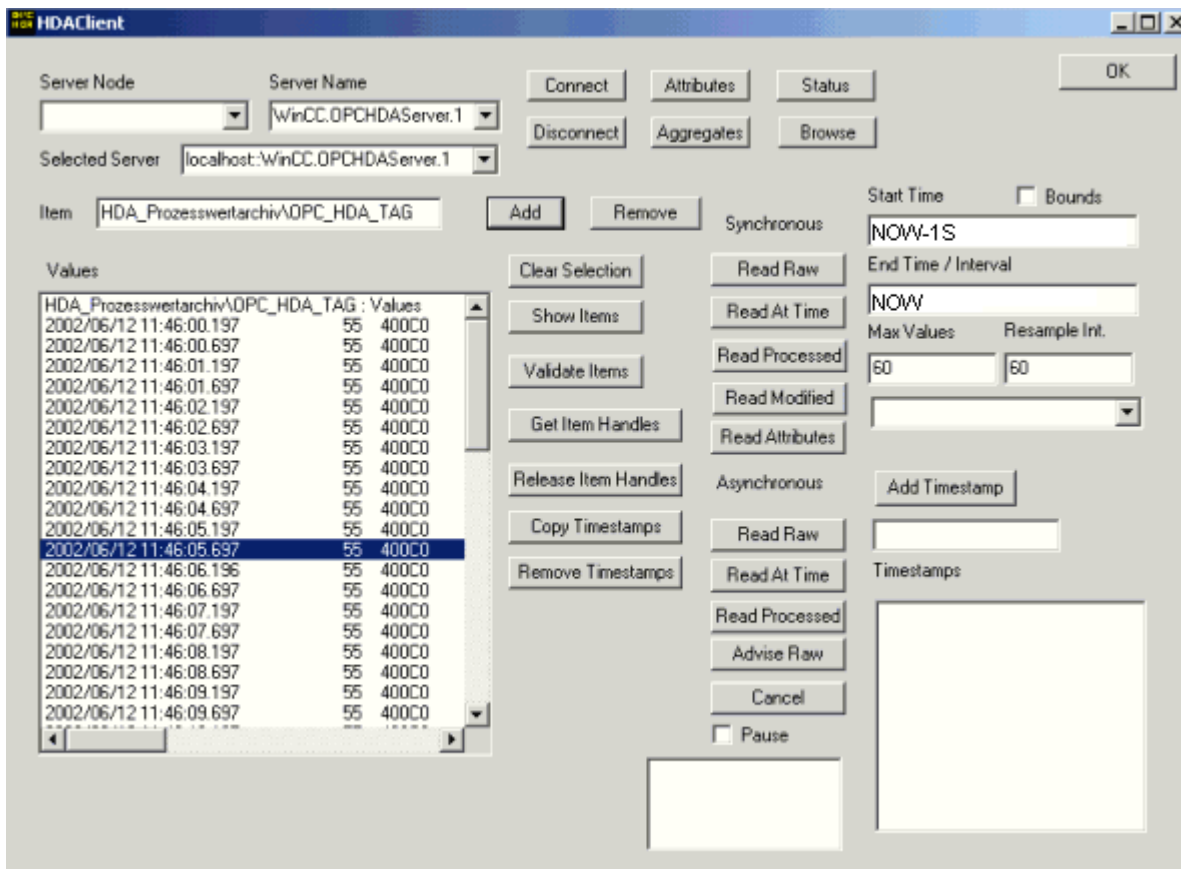 OPC HDA HDAClient
Server Node Server Name Connect Attributes Status OK
WinCC.OPCHDAServer.1 Disconnect Aggregates Browse
Selected Server localhost::WinCC.OPCHDAServer.1
Item HDA_Prozesswertarchiv\OPC_HDA_TAG Add Remove
Values
HDA_Prozesswertarchiv\OPC_HDA_TAG : Values
2002/06/12 11:46:00.197 55 400C0
2002/06/12 11:46:00.697 55 400C0
2002/06/12 11:46:01.197 55 400C0
2002/06/12 11:46:01.697 55 400C0
2002/06/12 11:46:02.197 55 400C0
2002/06/12 11:46:02.697 55 400C0
2002/06/12 11:46:03.197 55 400C0
2002/06/12 11:46:03.697 55 400C0
2002/06/12 11:46:04.197 55 400C0
2002/06/12 11:46:04.697 55 400C0
2002/06/12 11:46:05.197 55 400C0
2002/06/12 11:46:05.697 55 400C0
2002/06/12 11:46:06.196 55 400C0
2002/06/12 11:46:06.697 55 400C0
2002/06/12 11:46:07.197 55 400C0
2002/06/12 11:46:07.697 55 400C0
2002/06/12 11:46:08.197 55 400C0
2002/06/12 11:46:08.697 55 400C0
2002/06/12 11:46:09.197 55 400C0
2002/06/12 11:46:09.697 55 400C0
Clear Selection
Show Items
Validate Items
Get Item Handles
Release Item Handles
Copy Timestamps
Remove Timestamps
Synchronous
Read Raw
Read At Time
Read Processed
Read Modified
Read Attributes
Asynchronous
Read Raw
Read At Time
Read Processed
Advise Raw
Cancel
Pause
Start Time Bounds
NOW-1S
End Time / Interval
NOW
Max Values Resample Int.
60 60
Add Timestamp
Timestamps